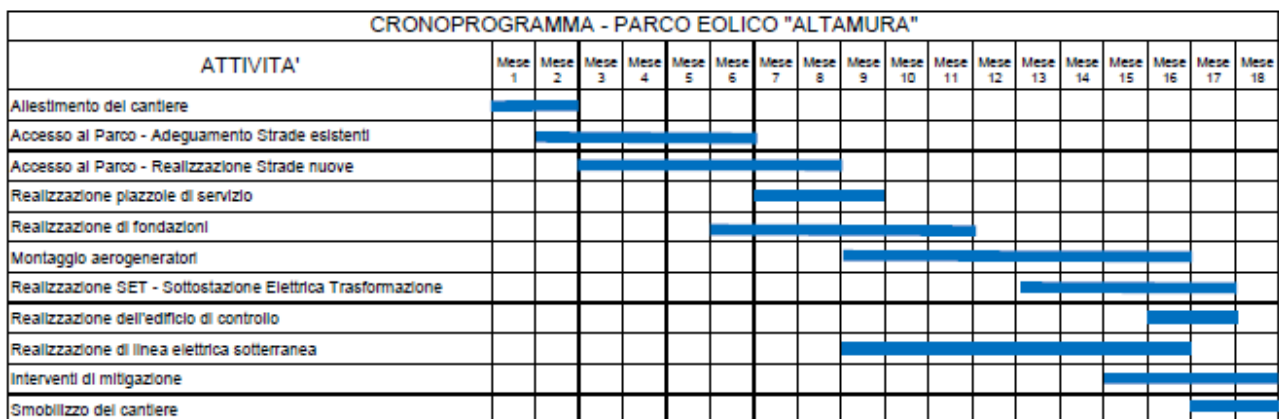 CRONOPROGRAMMA - PARCO EOLICO "ALTAMURA"
ATTIVITA' Mese 1 Mese 2 Mese 3 Mese 4 Mese 5 Mese 6 Mese 7 Mese 8 Mese 9 Mese 10 Mese 11 Mese 12 Mese 13 Mese 14 Mese 15 Mese 16 Mese 17 Mese 18
Allestimento del cantiere
Accesso al Parco - Adeguamento Strade esistenti
Accesso al Parco - Realizzazione Strade nuove
Realizzazione piazzole di servizio
Realizzazione di fondazioni
Montaggio aerogeneratori
Realizzazione SET - Sottostazione Elettrica Trasformazione
Realizzazione dell'edificio di controllo
Realizzazione di linea elettrica sotterranea
Interventi di mitigazione
Smobilizzo del cantiere